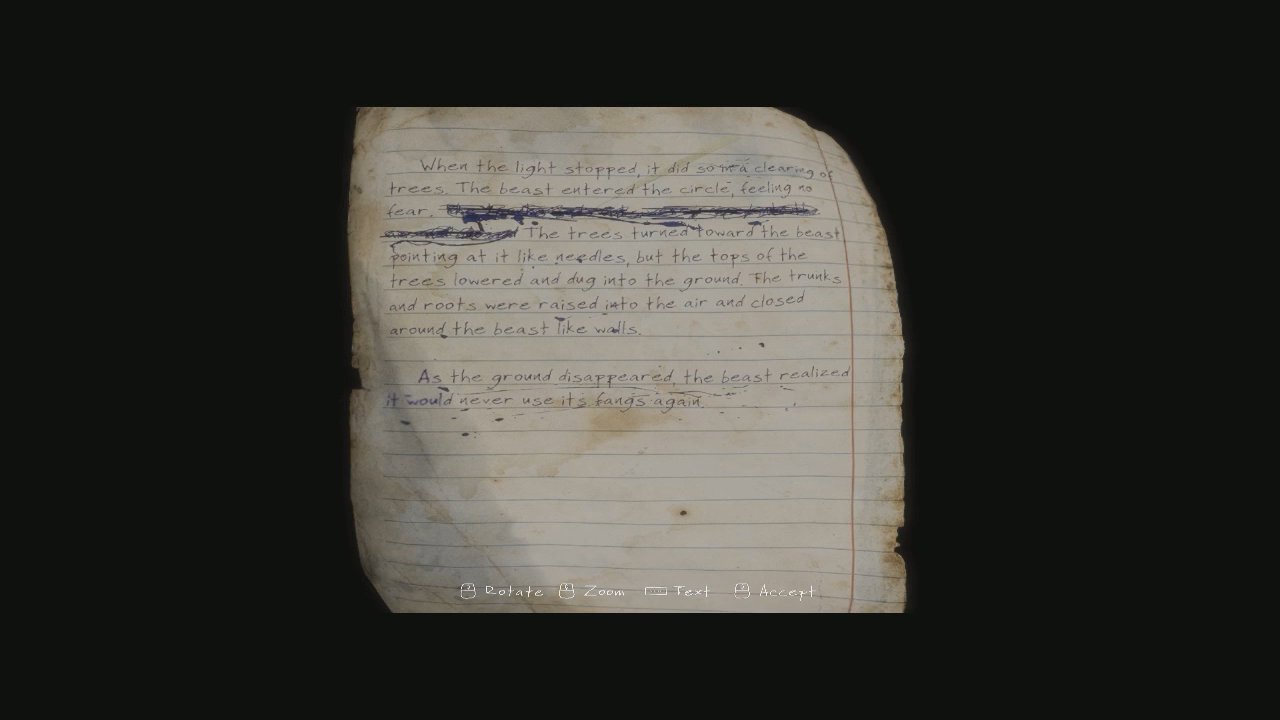 When the light stopped, it did so in a clearing of
trees. The beast entered the circle, feeling no
fear.
The trees turned toward the beast
pointing at it like needles, but the tops of the
trees lowered and dug into the ground. The trunks
and roots were raised into the air and closed
around the beast like walls.
As the ground disappeared, the beast realized
it would never use its fangs again.
Rotate Zoom Text Accept